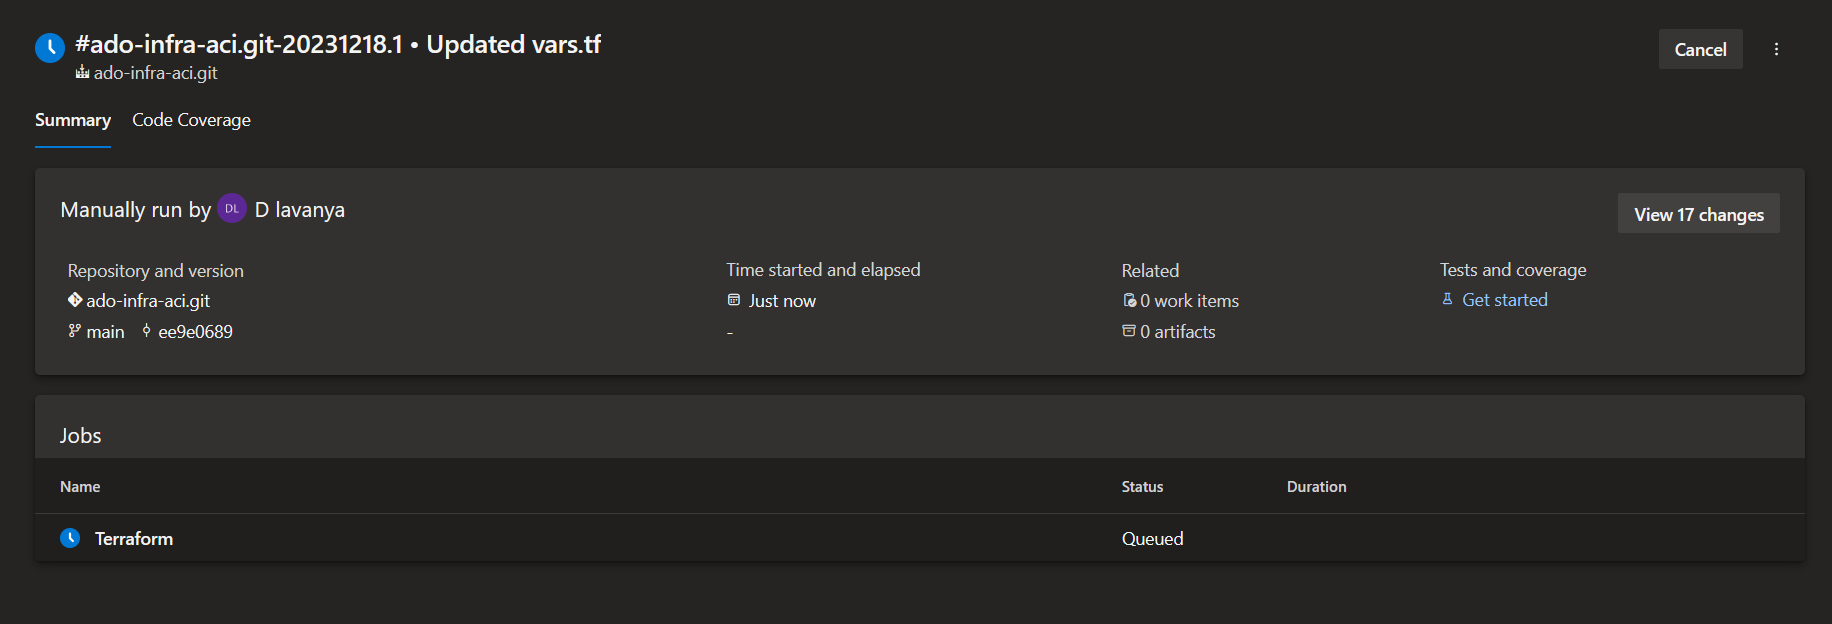 #ado-infra-aci.git-20231218.1 • Updated vars.tf
ado-infra-aci.git
Cancel
Summary
Code Coverage
Manually run by DL D lavanya
View 17 changes
Repository and version
ado-infra-aci.git
main ee9e0689
Time started and elapsed
Just now
-
Related
0 work items
0 artifacts
Tests and coverage
Get started
Jobs
Name Status Duration
Terraform Queued